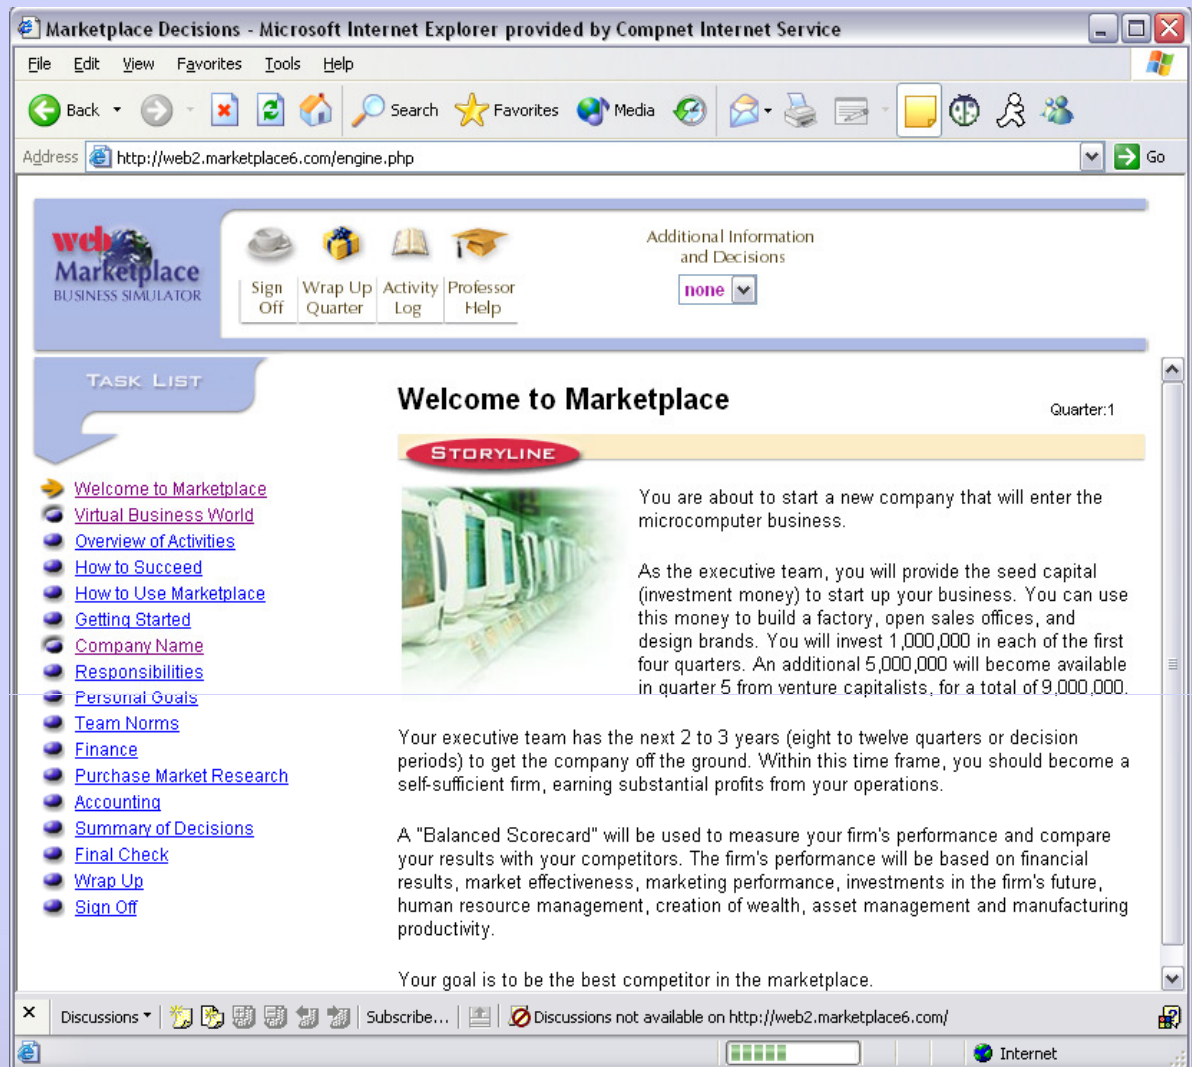 Marketplace Decisions - Microsoft Internet Explorer provided by Compnet Internet Service
File Edit View Favorites Tools Help
Back Search Favorites Media
Address http://web2.marketplace6.com/engine.php Go
web
Marketplace
BUSINESS SIMULATOR
Sign Off
Wrap Up Quarter
Activity Log
Professor Help
Additional Information
and Decisions
none
TASK LIST
Welcome to Marketplace
Virtual Business World
Overview of Activities
How to Succeed
How to Use Marketplace
Getting Started
Company Name
Responsibilities
Personal Goals
Team Norms
Finance
Purchase Market Research
Accounting
Summary of Decisions
Final Check
Wrap Up
Sign Off
Welcome to Marketplace
Quarter:1
STORYLINE
You are about to start a new company that will enter the
microcomputer business.
As the executive team, you will provide the seed capital
(investment money) to start up your business. You can use
this money to build a factory, open sales offices, and
design brands. You will invest 1,000,000 in each of the first
four quarters. An additional 5,000,000 will become available
in quarter 5 from venture capitalists, for a total of 9,000,000.
Your executive team has the next 2 to 3 years (eight to twelve quarters or decision
periods) to get the company off the ground. Within this time frame, you should become a
self-sufficient firm, earning substantial profits from your operations.
A "Balanced Scorecard" will be used to measure your firm's performance and compare
your results with your competitors. The firm's performance will be based on financial
results, market effectiveness, marketing performance, investments in the firm's future,
human resource management, creation of wealth, asset management and manufacturing
productivity.
Your goal is to be the best competitor in the marketplace.
Discussions Subscribe... Discussions not available on http://web2.marketplace6.com/
Internet